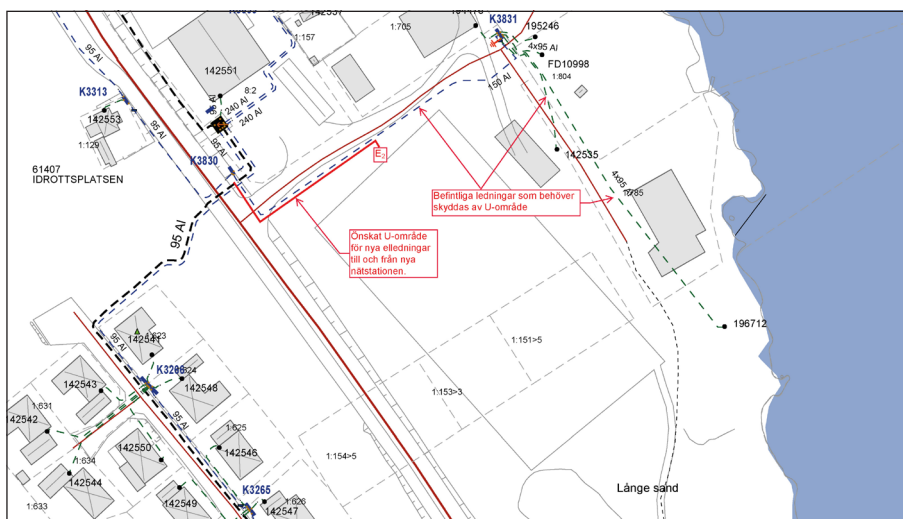 1:157
1:705
K3831
195246
4x95 Al
FD10998
1:804
95 Al
142551
8:2
240 Al
240 Al
150 Al
K3313
142553
95 Al
95 Al
1:129
K3830
E2
142535
61407
IDROTTSPLATSEN
4x95 Al
Befintliga ledningar som behöver
skyddas av U-område
Önskat U-område
för nya elledningar
till och från nya
nätstationen.
95 Al
196712
95 Al
1:623
142541
1:151>5
142543
142548
1:153>3
1:631
142542
95 Al
1:625
142546
142550
1:634
1:154>5
142544
142549
K3265
1:626
142547
1:633
Långe sand